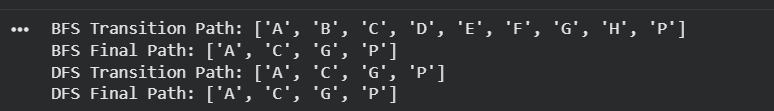 BFS Transition Path: ['A', 'B', 'C', 'D', 'E', 'F', 'G', 'H', 'P']
BFS Final Path: ['A', 'C', 'G', 'P']
DFS Transition Path: ['A', 'C', 'G', 'P']
DFS Final Path: ['A', 'C', 'G', 'P']